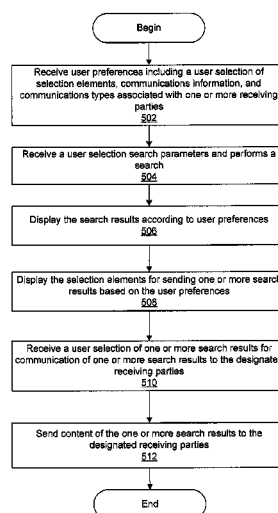 Begin
Receive user preferences including a user selection of
selection elements, communications information, and
communications types associated with one or more receiving
parties
502
Receive a user selection search parameters and performs a
search
504
Display the search results according to user preferences
506
Display the selection elements for sending one or more search
results based on the user preferences
508
Receive a user selection of one or more search results for
communication of one or more search results to the designated
receiving parties
510
Send content of the one or more search results to the
designated receiving parties
512
End